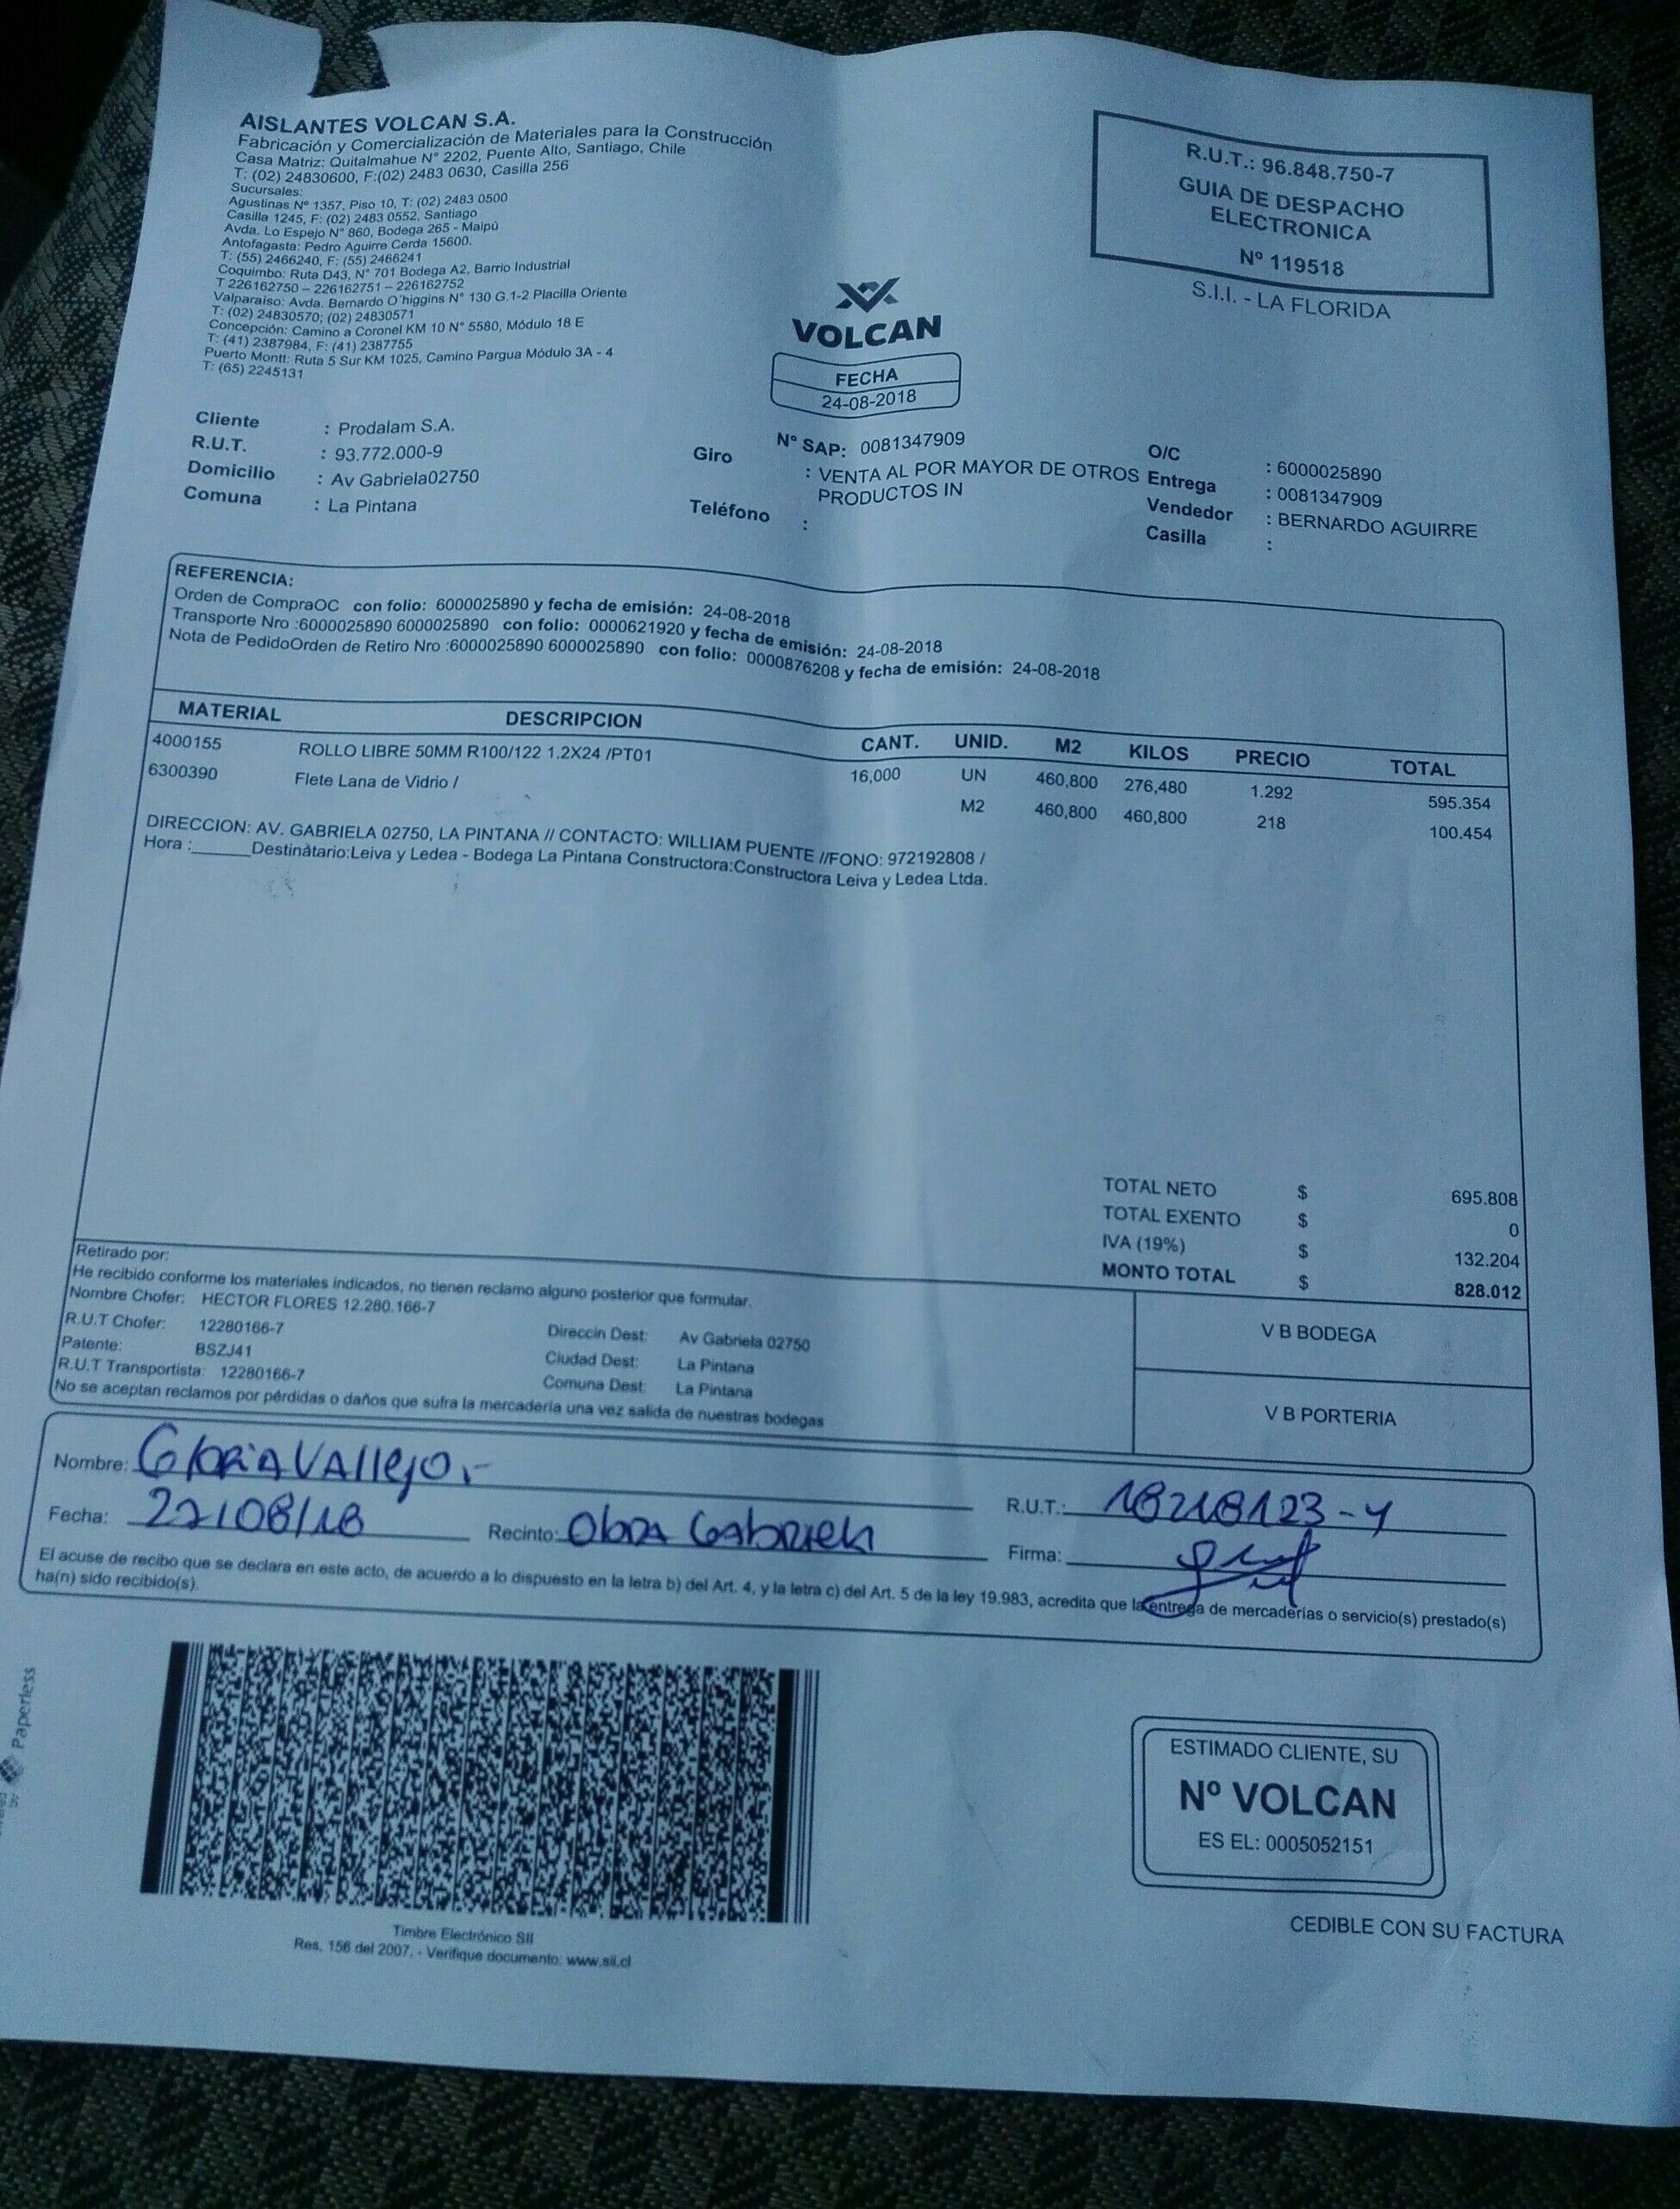 AISLANTES VOLCAN S.A.
Fabricación y Comercialización de Materiales para la Construcción
Casa Matriz: Quitalmahue N° 2202, Puente Alto, Santiago, Chile
T: (02) 24830600, F:(02) 2483 0630, Casilla 256
Sucursales:
Agustinas Nº 1357, Piso 10, T: (02) 2483 0500
Casilla 1245, F: (02) 2483 0552, Santiago
Avda. Lo Espejo N° 860, Bodega 265 - Maipú
Antofagasta: Pedro Aguirre Cerda 15600.
T: (55) 2466240, F: (55) 2466241
Coquimbo: Ruta D43, N° 701 Bodega A2, Barrio Industrial
T 226162750 – 226162751 – 226162752
Valparaíso: Avda. Bernardo O´higgins N° 130 G.1-2 Placilla Oriente
T: (02) 24830570; (02) 24830571
Concepción: Camino a Coronel KM 10 N° 5580, Módulo 18 E
T: (41) 2387984, F: (41) 2387755
Puerto Montt: Ruta 5 Sur KM 1025, Camino Pargua Módulo 3A - 4
T: (65) 2245131
R.U.T.: 96.848.750-7
GUIA DE DESPACHO
ELECTRONICA
Nº 119518
S.I.I. - LA FLORIDA
VOLCAN
FECHA
24-08-2018
Cliente : Prodalam S.A.
R.U.T. : 93.772.000-9
Domicilio : Av Gabriela02750
Comuna : La Pintana
N° SAP: 0081347909
Giro : VENTA AL POR MAYOR DE OTROS
PRODUCTOS IN
Teléfono :
O/C : 6000025890
Entrega : 0081347909
Vendedor : BERNARDO AGUIRRE
Casilla :
REFERENCIA:
Orden de CompraOC con folio: 6000025890 y fecha de emisión: 24-08-2018
Transporte Nro :6000025890 6000025890 con folio: 0000621920 y fecha de emisión: 24-08-2018
Nota de PedidoOrden de Retiro Nro :6000025890 6000025890 con folio: 0000876208 y fecha de emisión: 24-08-2018
MATERIAL DESCRIPCION CANT. UNID. M2 KILOS PRECIO TOTAL
4000155 ROLLO LIBRE 50MM R100/122 1.2X24 /PT01 16,000 UN 460,800 276,480 1.292 595.354
6300390 Flete Lana de Vidrio / M2 460,800 460,800 218 100.454
DIRECCION: AV. GABRIELA 02750, LA PINTANA // CONTACTO: WILLIAM PUENTE //FONO: 972192808 /
Hora :______Destinàtario:Leiva y Ledea - Bodega La Pintana Constructora:Constructora Leiva y Ledea Ltda.
TOTAL NETO $ 695.808
TOTAL EXENTO $ 0
IVA (19%) $ 132.204
MONTO TOTAL $ 828.012
Retirado por:
He recibido conforme los materiales indicados, no tienen reclamo alguno posterior que formular.
Nombre Chofer: HECTOR FLORES 12.280.166-7
R.U.T Chofer: 12280166-7
Patente: BSZJ41
R.U.T Transportista: 12280166-7
Direccin Dest: Av Gabriela 02750
Ciudad Dest: La Pintana
Comuna Dest: La Pintana
No se aceptan reclamos por pérdidas o daños que sufra la mercadería una vez salida de nuestras bodegas
V B BODEGA
V B PORTERIA
Nombre: Gloria Vallejo.-
R.U.T.: 18218123-4
Fecha: 27/08/18 Recinto: Obra Gabriela
Firma:
El acuse de recibo que se declara en este acto, de acuerdo a lo dispuesto en la letra b) del Art. 4, y la letra c) del Art. 5 de la ley 19.983, acredita que la entrega de mercaderías o servicio(s) prestado(s)
ha(n) sido recibido(s).
Paperless
Timbre Electrónico SII
Res. 156 del 2007. - Verifique documento: www.sii.cl
ESTIMADO CLIENTE, SU
Nº VOLCAN
ES EL: 0005052151
CEDIBLE CON SU FACTURA